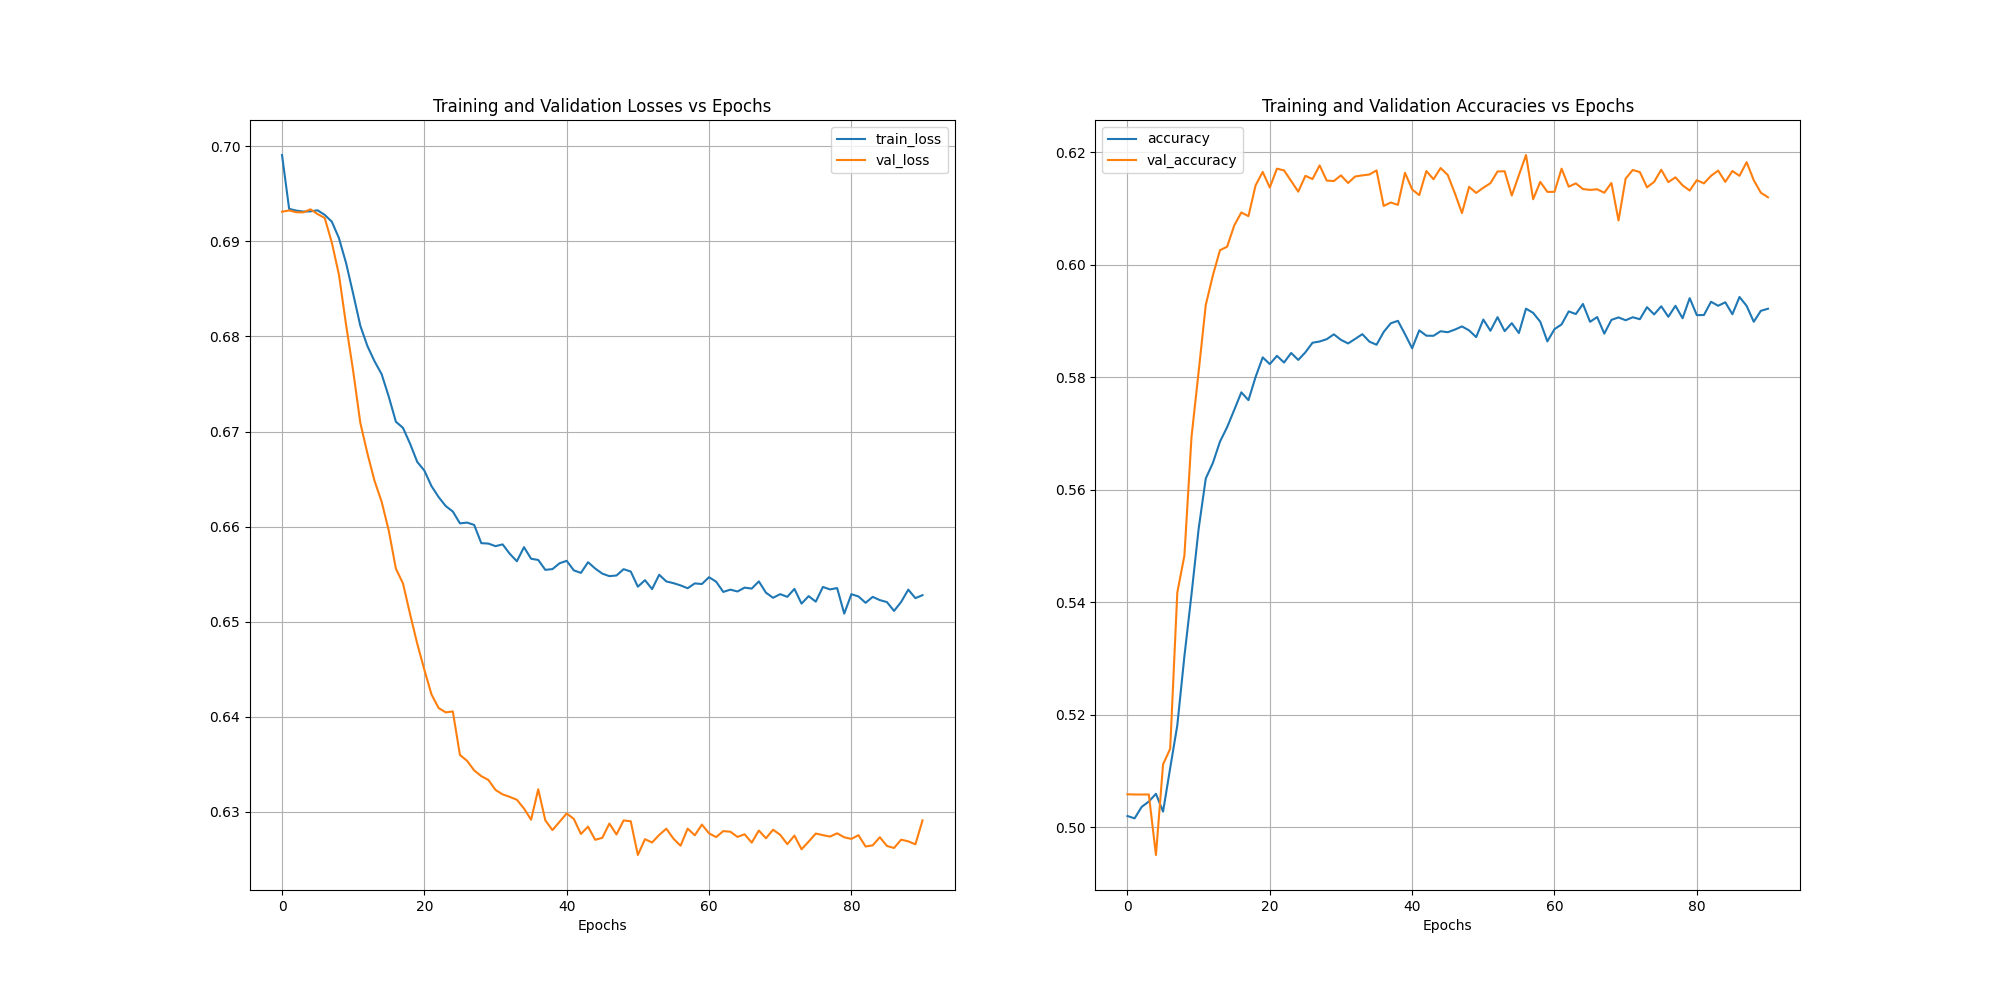 Training and Validation Losses vs Epochs
train_loss
val_loss
0.70
0.69
0.68
0.67
0.66
0.65
0.64
0.63
0 20 40 60 80
Epochs
Training and Validation Accuracies vs Epochs
accuracy
val_accuracy
0.62
0.60
0.58
0.56
0.54
0.52
0.50
0 20 40 60 80
Epochs